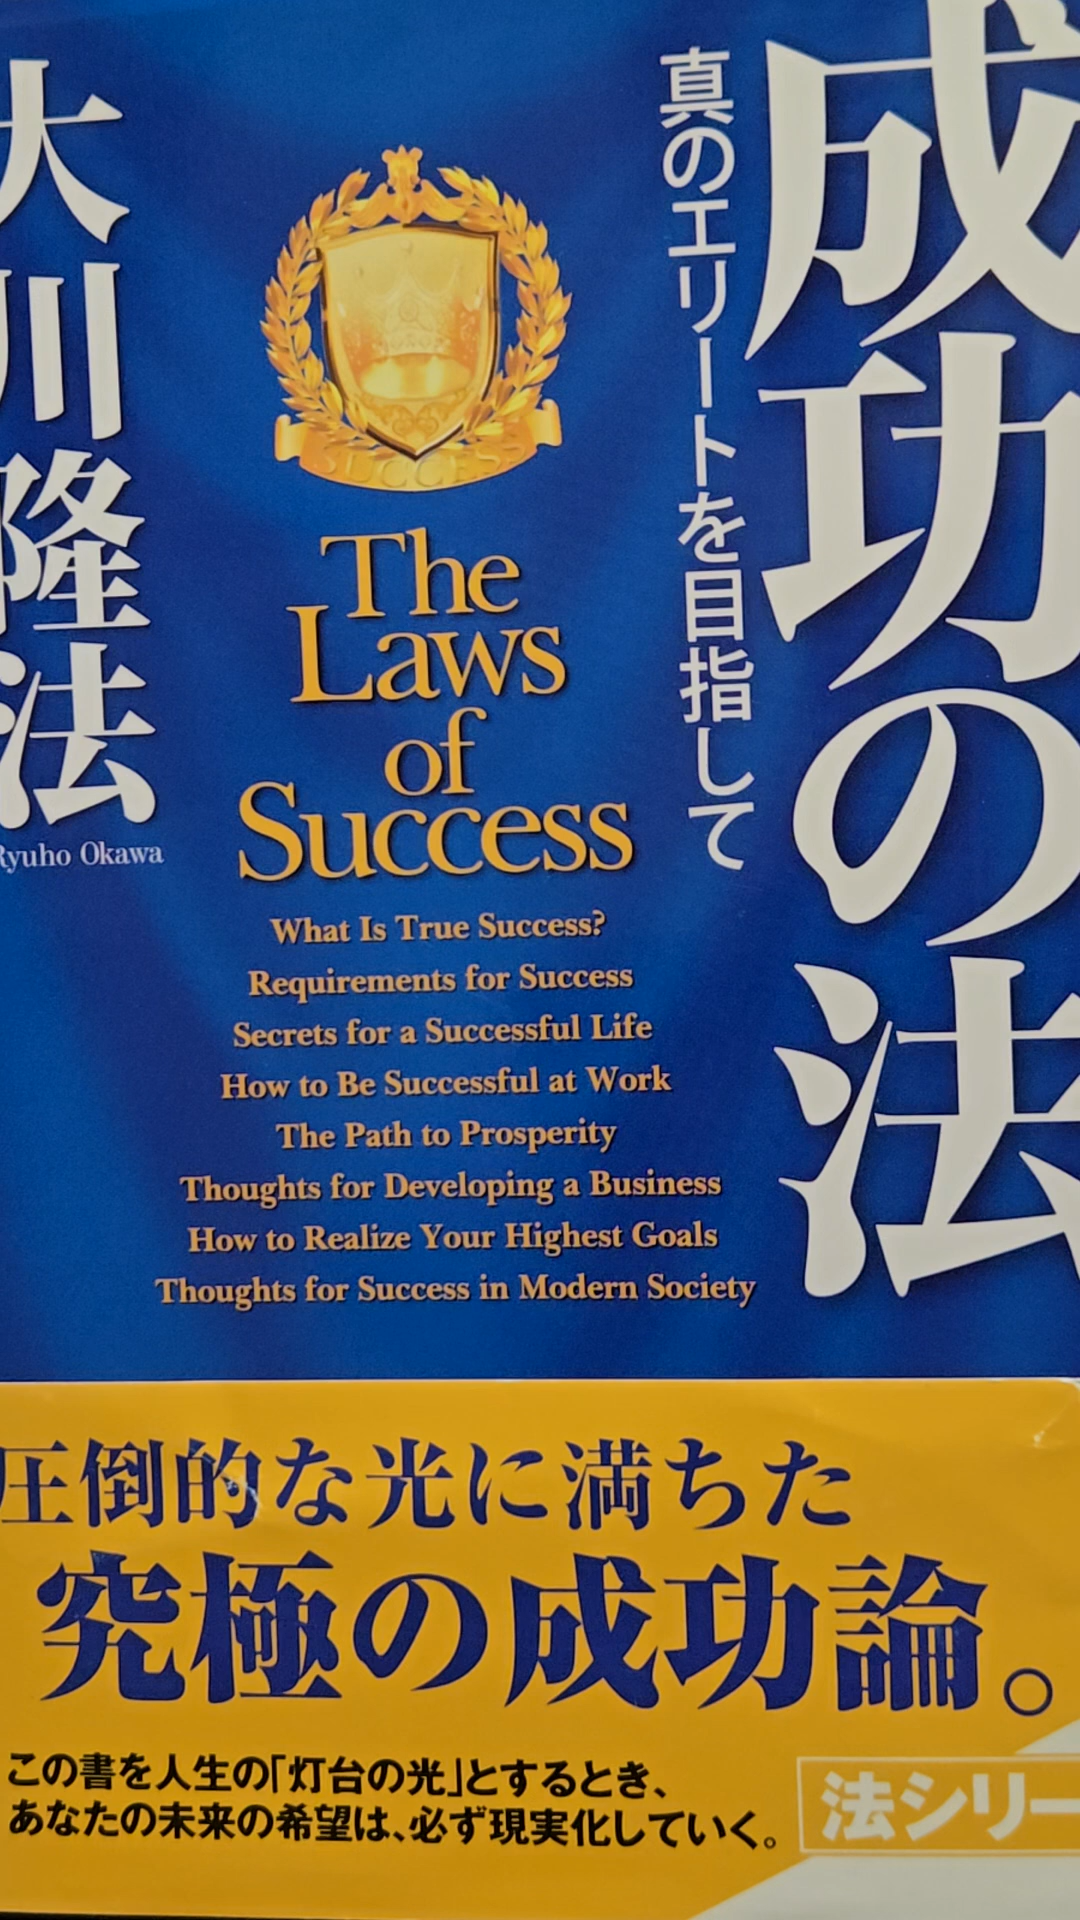 成功の法
真のエリートを目指して
大川隆法
Ryuho Okawa
SUCCESS
The
Laws
of
Success
What Is True Success?
Requirements for Success
Secrets for a Successful Life
How to Be Successful at Work
The Path to Prosperity
Thoughts for Developing a Business
How to Realize Your Highest Goals
Thoughts for Success in Modern Society
圧倒的な光に満ちた
究極の成功論。
この書を人生の「灯台の光」とするとき、
あなたの未来の希望は、必ず現実化していく。
法シリー